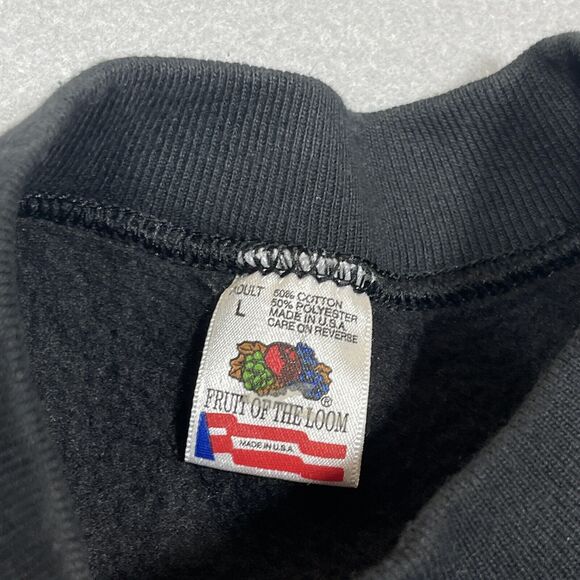 ADULT
L
50% COTTON
50% POLYESTER
MADE IN U.S.A
CARE ON REVERSE
®
FRUIT OF THE LOOM
MADE IN U.S.A.